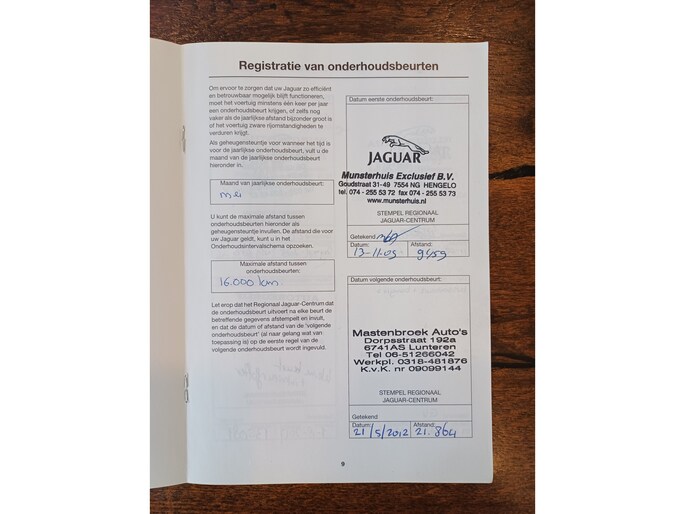 Registratie van onderhoudsbeurten
Om ervoor te zorgen dat uw Jaguar zo efficiënt
en betrouwbaar mogelijk blijft functioneren,
moet het voertuig minstens één keer per jaar
een onderhoudsbeurt krijgen, of zelfs nog
vaker als de jaarlijkse afstand bijzonder groot is
of het voertuig zware rijomstandigheden te
verduren krijgt.
Als geheugensteuntje voor wanneer het tijd is
voor de jaarlijkse onderhoudsbeurt, vult u de
maand van de jaarlijkse onderhoudsbeurt
hieronder in.
Maand van jaarlijkse onderhoudsbeurt:
mei
U kunt de maximale afstand tussen
onderhoudsbeurten hieronder als
geheugensteuntje invullen. De afstand die voor
uw Jaguar geldt, kunt u in het
Onderhoudsintervalschema opzoeken.
Maximale afstand tussen
onderhoudsbeurten:
16.000 km
Let erop dat het Regionaal Jaguar-Centrum dat
de onderhoudsbeurt uitvoert na elke beurt de
betreffende gegevens afstempelt en invult,
en dat de datum of afstand van de 'volgende
onderhoudsbeurt' (al naar gelang wat van
toepassing is) op de eerste regel van de
volgende onderhoudsbeurt wordt ingevuld.
Datum eerste onderhoudsbeurt:
JAGUAR
Munsterhuis Exclusief B.V.
Goudstraat 31-49 7554 NG HENGELO
tel. 074 - 255 53 72 fax 074 - 255 53 73
www.munsterhuis.nl
STEMPEL REGIONAAL
JAGUAR-CENTRUM
Getekend
Datum: Afstand:
13-11-09 9459
Datum volgende onderhoudsbeurt:
Mastenbroek Auto's
Dorpsstraat 192a
6741AS Lunteren
Tel 06-51266042
Werkpl. 0318-481876
K.v.K. nr 09099144
STEMPEL REGIONAAL
JAGUAR-CENTRUM
Getekend
Datum: Afstand:
21/5/2012 21.864
9